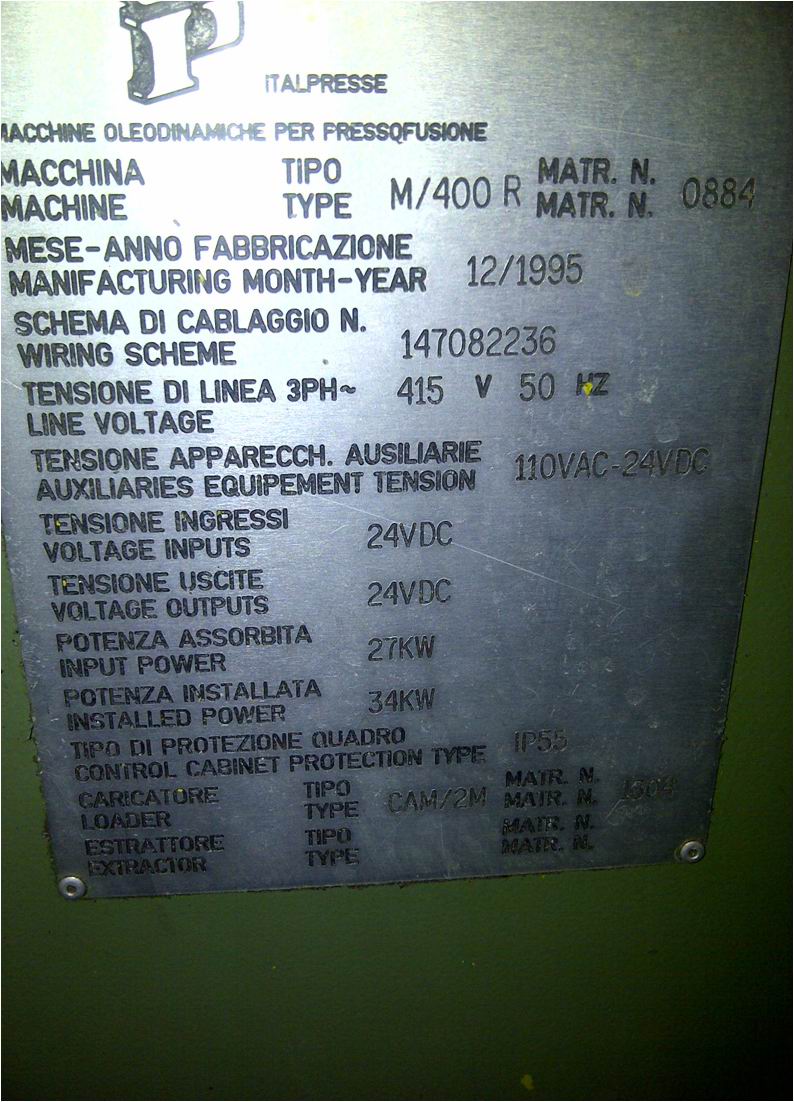 ITALPRESSE
MACCHINE OLEODINAMICHE PER PRESSOFUSIONE
MACCHINA TIPO MATR. N.
MACHINE TYPE M/400 R MATR. N. 0884
MESE-ANNO FABBRICAZIONE
MANIFACTURING MONTH-YEAR 12/1995
SCHEMA DI CABLAGGIO N.
WIRING SCHEME 147082236
TENSIONE DI LINEA 3PH~ 415 V 50 HZ
LINE VOLTAGE
TENSIONE APPARECCH. AUSILIARIE
AUXILIARIES EQUIPEMENT TENSION 110VAC-24VDC
TENSIONE INGRESSI
VOLTAGE INPUTS 24VDC
TENSIONE USCITE
VOLTAGE OUTPUTS 24VDC
POTENZA ASSORBITA
INPUT POWER 27KW
POTENZA INSTALLATA
INSTALLED POWER 34KW
TIPO DI PROTEZIONE QUADRO
CONTROL CABINET PROTECTION TYPE IP55
CARICATORE TIPO MATR. N.
LOADER TYPE CAM/2M MATR. N.
ESTRATTORE TIPO MATR. N.
EXTRACTOR TYPE MATR. N.